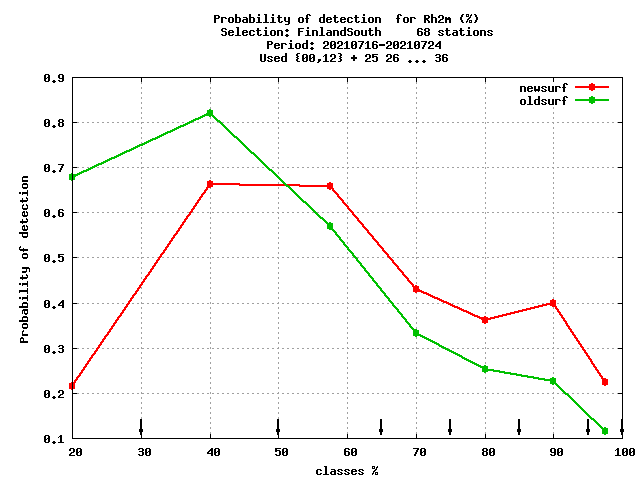 Probability of detection  for Rh2m (%)
Selection: FinlandSouth     68 stations
Period: 20210716-20210724
Used {00,12} + 25 26 ... 36
0.9
newsurf
oldsurf
0.8
0.7
0.6
0.5
0.4
0.3
0.2
0.1
Probability of detection
20 30 40 50 60 70 80 90 100
classes %